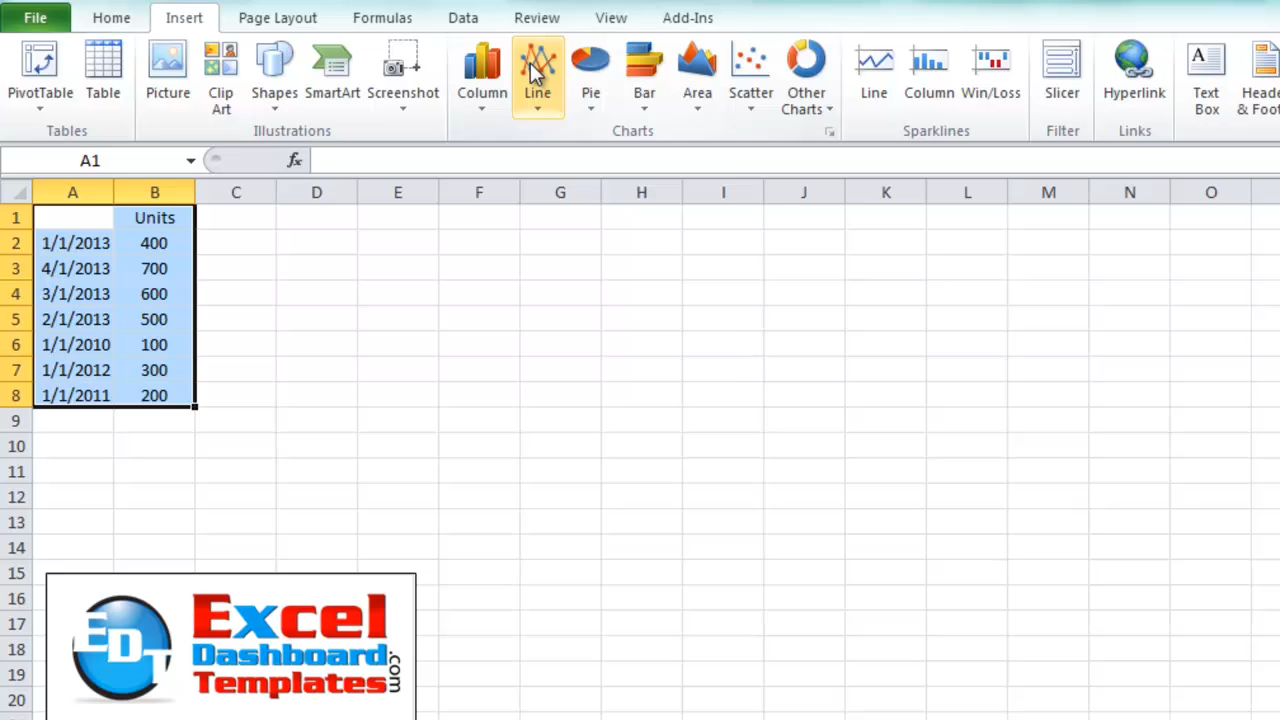 File Home Insert Page Layout Formulas Data Review View Add-Ins
PivotTable Table Picture Clip Art Shapes SmartArt Screenshot Column Line Pie Bar Area Scatter Other Charts Line Column Win/Loss Slicer Hyperlink Text Box
Tables Illustrations Charts Sparklines Filter Links
A1 fx
A B C D E F G H I J K L M N O
1 Units
2 1/1/2013 400
3 4/1/2013 700
4 3/1/2013 600
5 2/1/2013 500
6 1/1/2010 100
7 1/1/2012 300
8 1/1/2011 200
9
10
11
12
13
14
15
16
17
18
19
20
EDT
Excel
Dashboard
Templates
.com